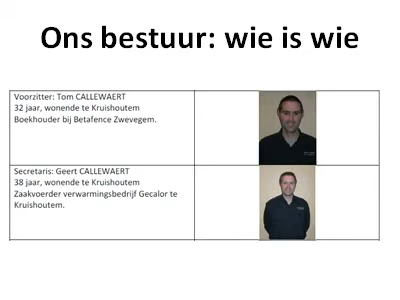 Ons bestuur: wie is wie
Voorzitter: Tom CALLEWAERT
32 jaar, wonende te Kruishoutem
Boekhouder bij Betafence Zwevegem.
Secretaris: Geert CALLEWAERT
38 jaar, wonende te Kruishoutem
Zaakvoerder verwarmingsbedrijf Gecalor te
Kruishoutem.